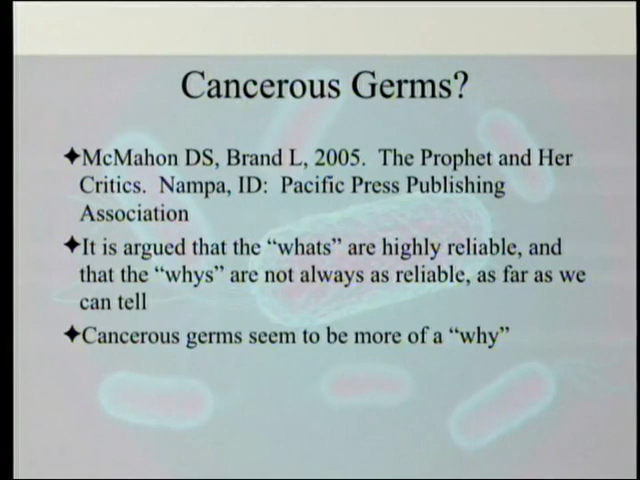 Cancerous Germs?
✦McMahon DS, Brand L, 2005.  The Prophet and Her
Critics.  Nampa, ID:  Pacific Press Publishing
Association
✦It is argued that the “whats” are highly reliable, and
that the “whys” are not always as reliable, as far as we
can tell
✦Cancerous germs seem to be more of a “why”